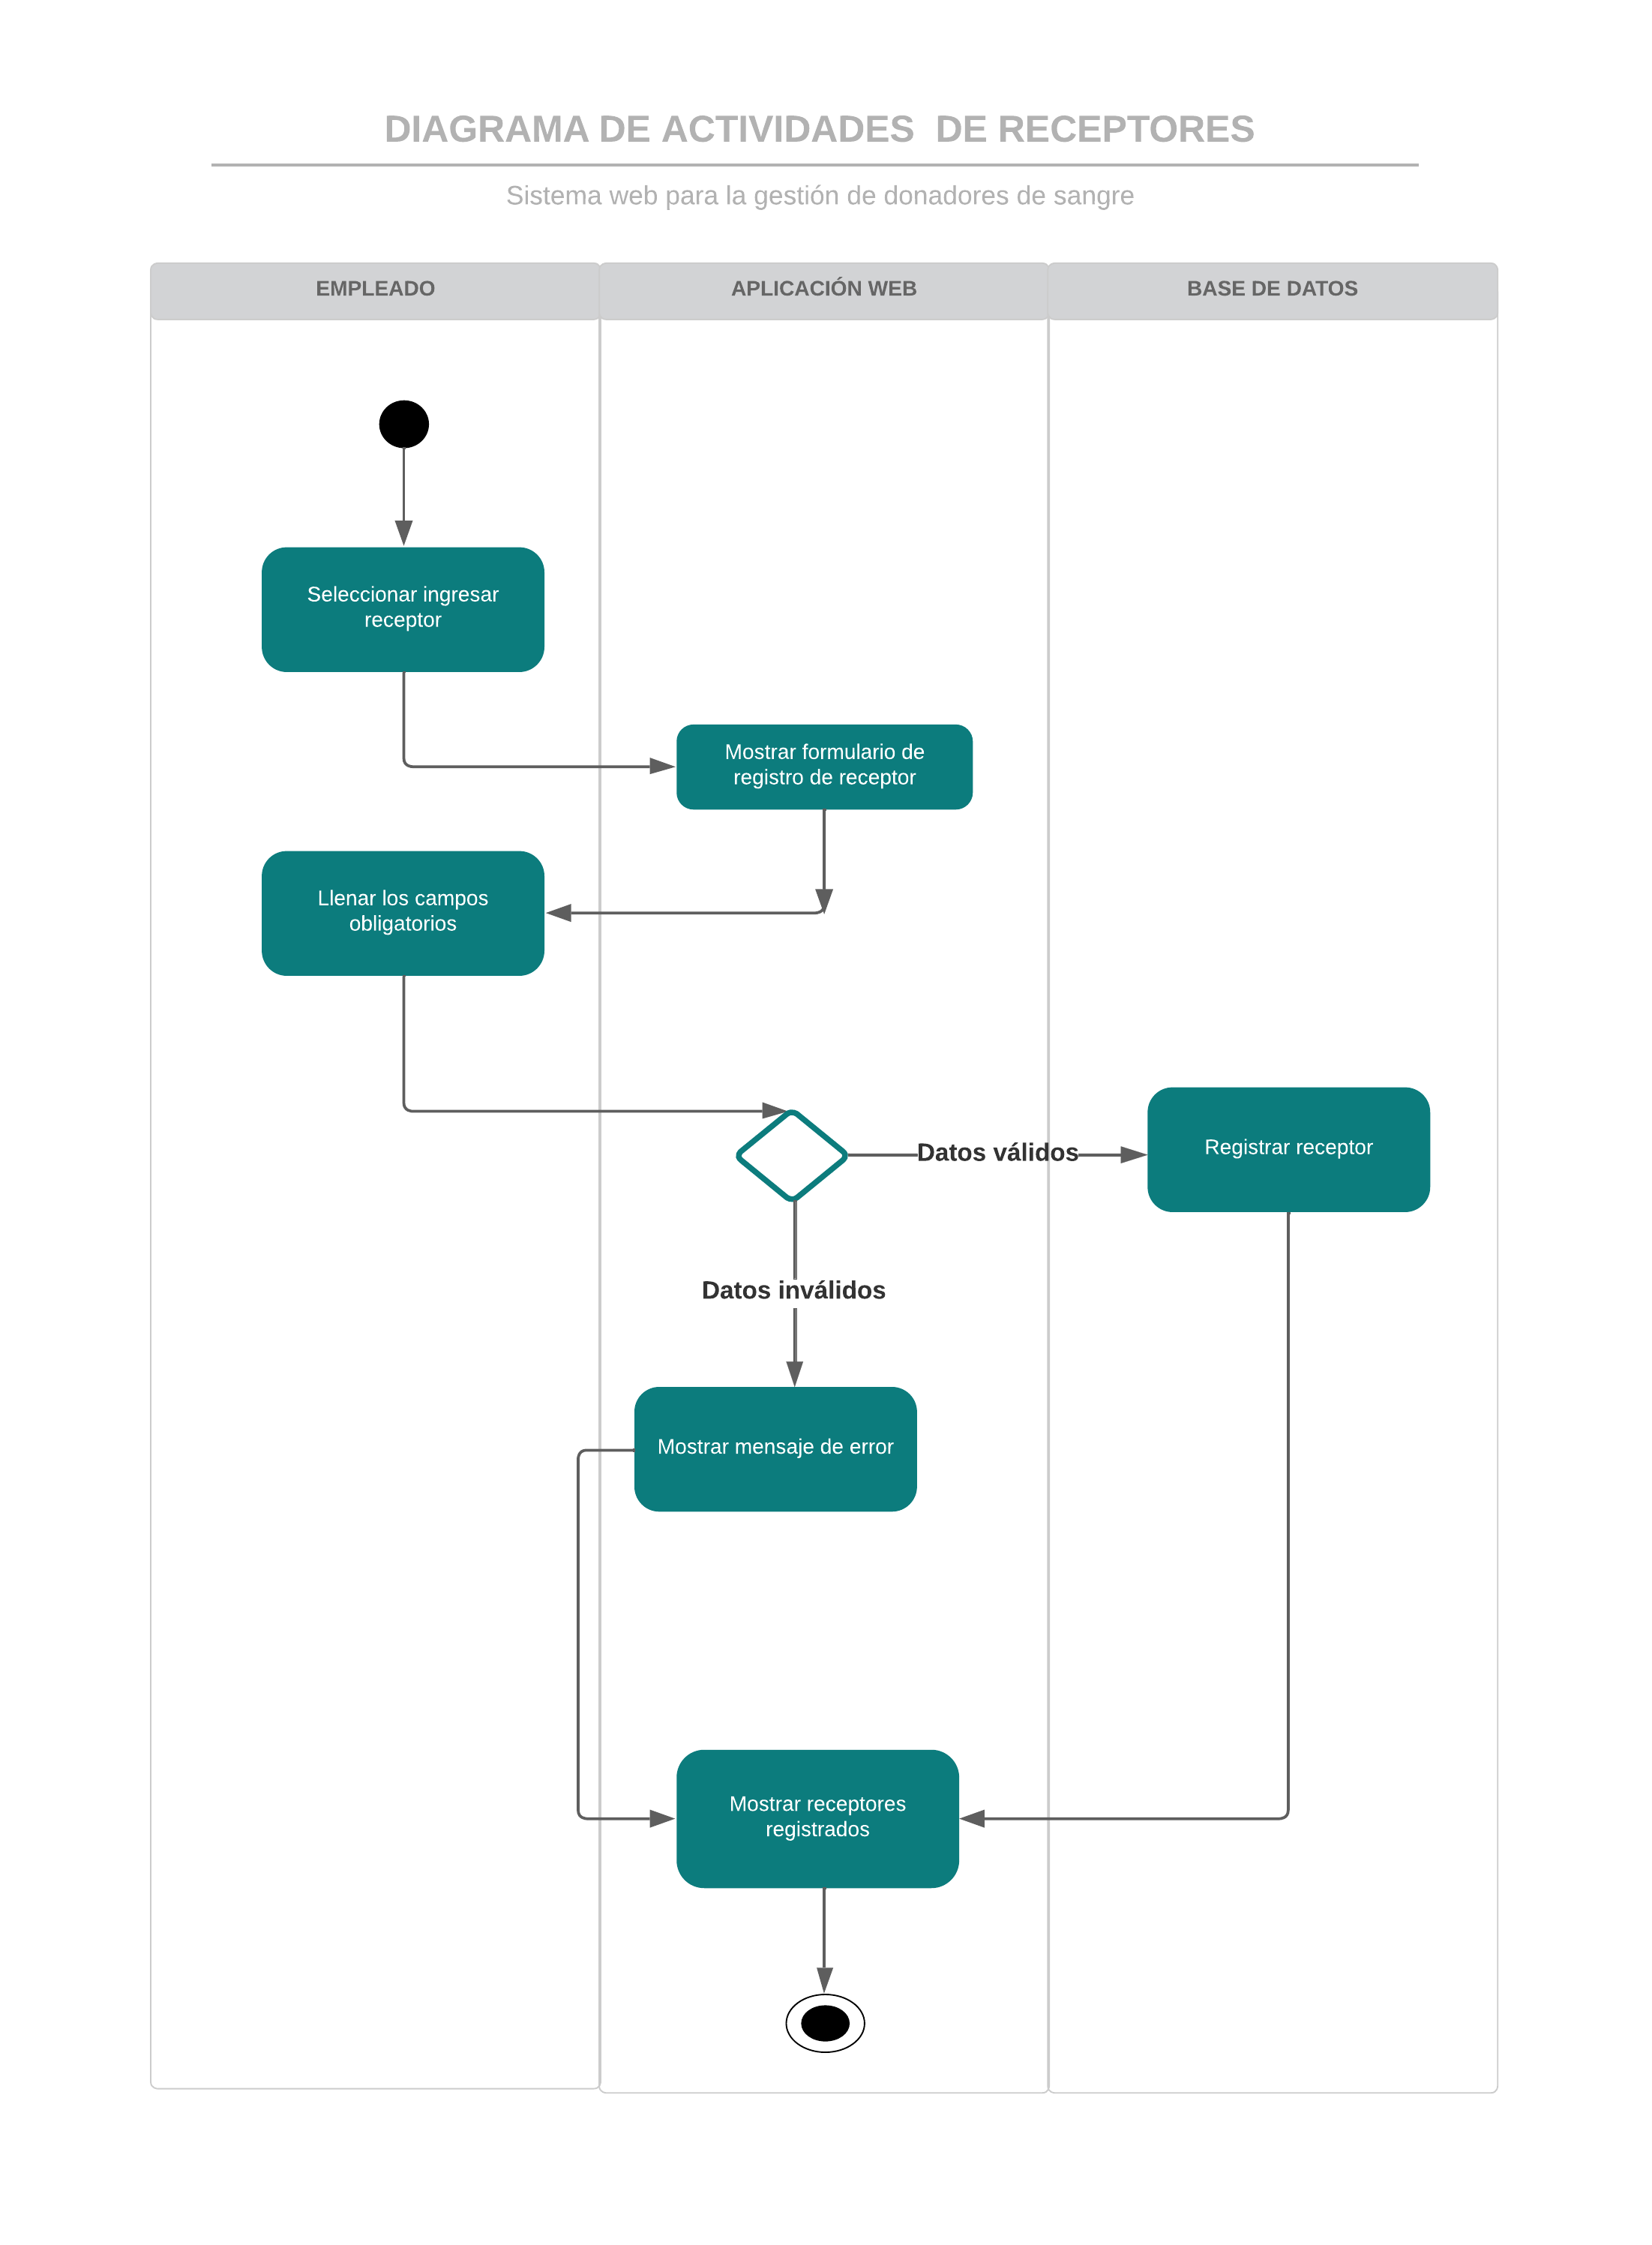 DIAGRAMA DE ACTIVIDADES  DE RECEPTORES
Sistema web para la gestión de donadores de sangre
EMPLEADO
APLICACIÓN WEB
BASE DE DATOS
Seleccionar ingresar
receptor
Mostrar formulario de
registro de receptor
Llenar los campos
obligatorios
Datos válidos
Registrar receptor
Datos inválidos
Mostrar mensaje de error
Mostrar receptores
registrados